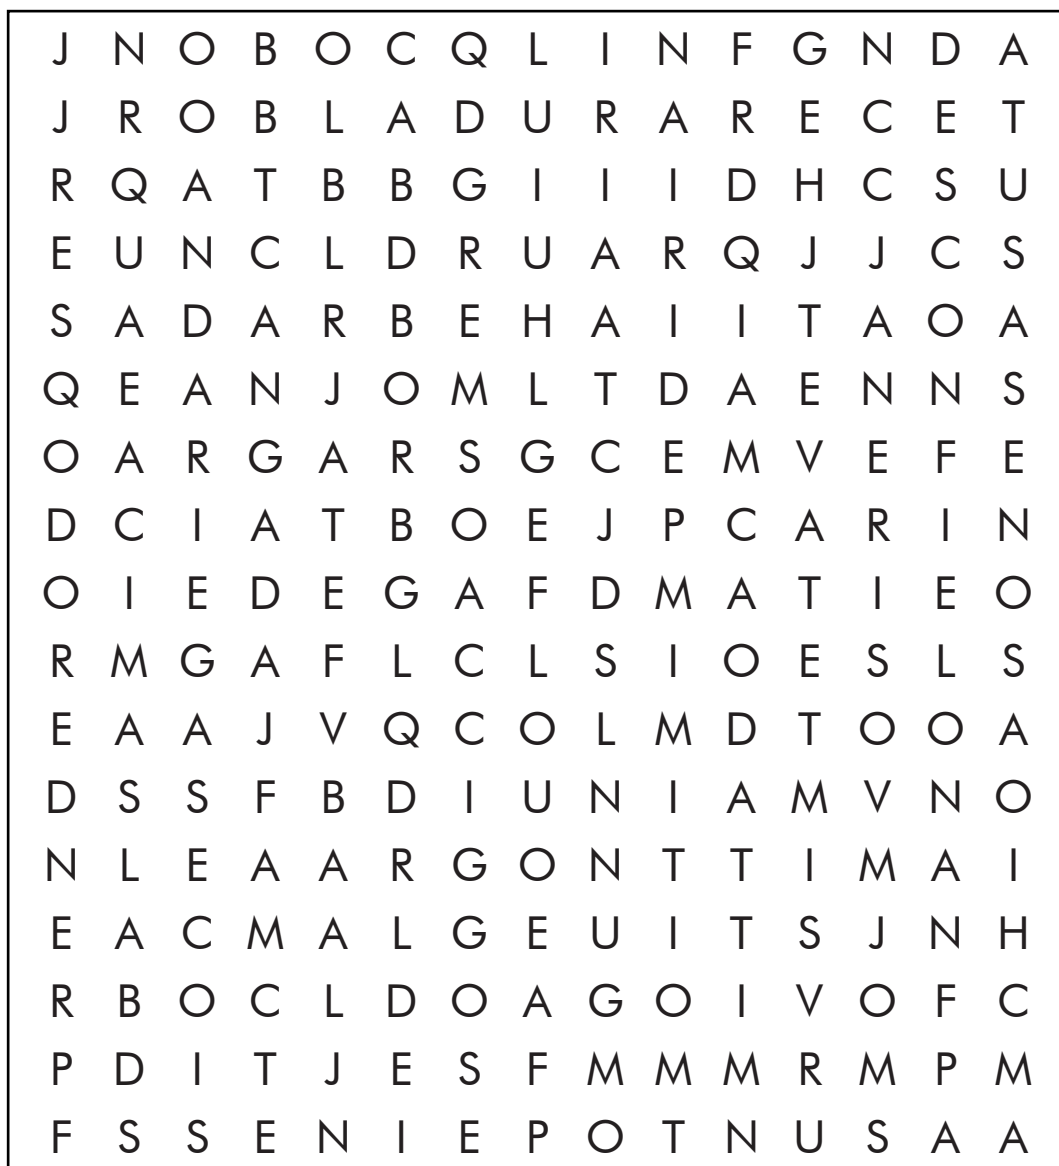 J N O B O C Q L I N F G N D A
J R O B L A D U R A R E C E T
R Q A T B B G I I I D H C S U
E U N C L D R U A R Q J J C S
S A D A R B E H A I I T A O A
Q E A N J O M L T D A E N N S
O A R G A R S G C E M V E F E
D C I A T B O E J P C A R I N
O I E D E G A F D M A T I E O
R M G A F L C L S I O E S L S
E A A J V Q C O L M D T O O A
D S S F B D I U N I A M V N O
N L E A A R G O N T T I M A I
E A C M A L G E U I T S J N H
R B O C L D O A G O I V O F C
P D I T J E S F M M M R M P M
F S S E N I E P O T N U S A A